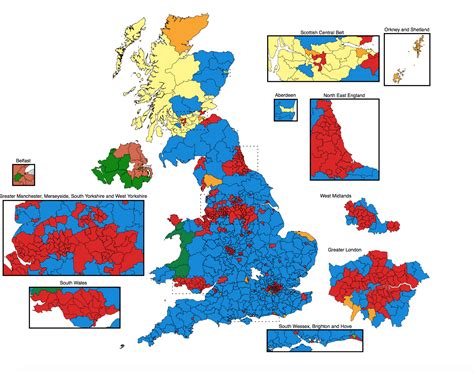 Scottish Central Belt
Orkney and Shetland
Aberdeen
North East England
Belfast
Greater Manchester, Merseyside, South Yorkshire and West Yorkshire
West Midlands
Greater London
South Wales
South Wessex, Brighton and Hove